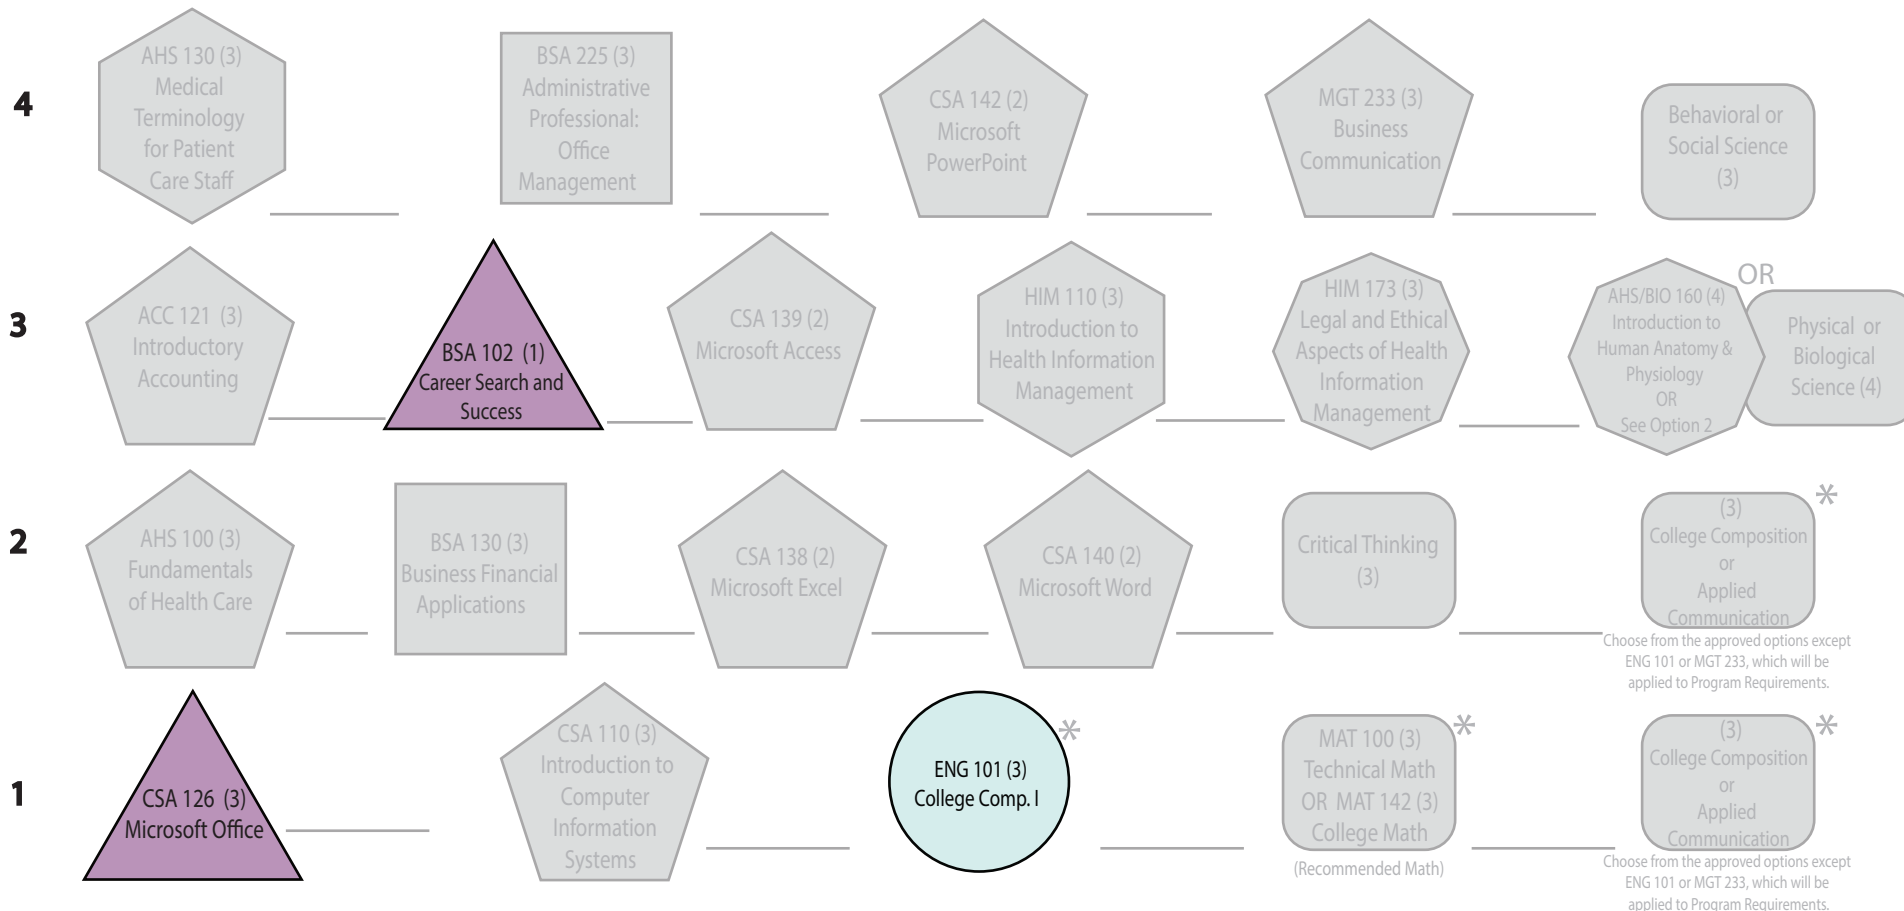 4
AHS 130 (3)
Medical
Terminology
for Patient
Care Staff
BSA 225 (3)
Administrative
Professional:
Office
Management
CSA 142 (2)
Microsoft
PowerPoint
MGT 233 (3)
Business
Communication
Behavioral or
Social Science
(3)
3
ACC 121 (3)
Introductory
Accounting
BSA 102 (1)
Career Search and
Success
CSA 139 (2)
Microsoft Access
HIM 110 (3)
Introduction to
Health Information
Management
HIM 173 (3)
Legal and Ethical
Aspects of Health
Information
Management
AHS/BIO 160 (4)
Introduction to
Human Anatomy &
Physiology
OR
See Option 2
OR
Physical or
Biological
Science (4)
2
AHS 100 (3)
Fundamentals
of Health Care
BSA 130 (3)
Business Financial
Applications
CSA 138 (2)
Microsoft Excel
CSA 140 (2)
Microsoft Word
Critical Thinking
(3)
*
(3)
College Composition
or
Applied
Communication
Choose from the approved options except
ENG 101 or MGT 233, which will be
applied to Program Requirements.
1
CSA 126 (3)
Microsoft Office
CSA 110 (3)
Introduction to
Computer
Information
Systems
*
ENG 101 (3)
College Comp. I
*
MAT 100 (3)
Technical Math
OR MAT 142 (3)
College Math
(Recommended Math)
*
(3)
College Composition
or
Applied
Communication
Choose from the approved options except
ENG 101 or MGT 233, which will be
applied to Program Requirements.